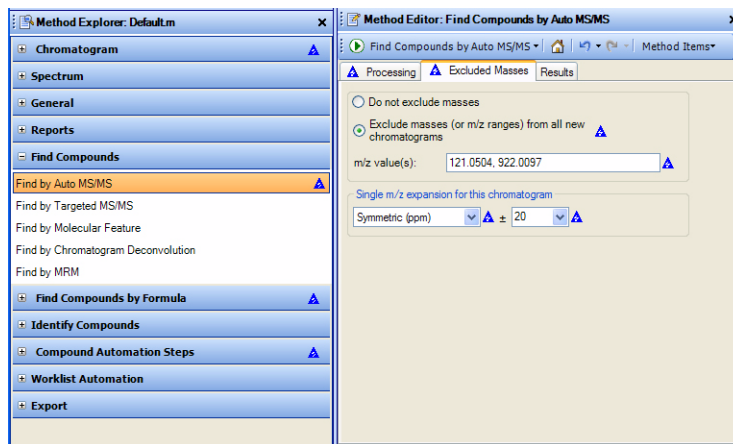 Method Explorer: Default.m
Chromatogram
Spectrum
General
Reports
Find Compounds
Find by Auto MS/MS
Find by Targeted MS/MS
Find by Molecular Feature
Find by Chromatogram Deconvolution
Find by MRM
Find Compounds by Formula
Identify Compounds
Compound Automation Steps
Worklist Automation
Export
Method Editor: Find Compounds by Auto MS/MS
Find Compounds by Auto MS/MS Method Items
Processing Excluded Masses Results
Do not exclude masses
Exclude masses (or m/z ranges) from all new
chromatograms
m/z value(s): 121.0504, 922.0097
Single m/z expansion for this chromatogram
Symmetric (ppm) ± 20